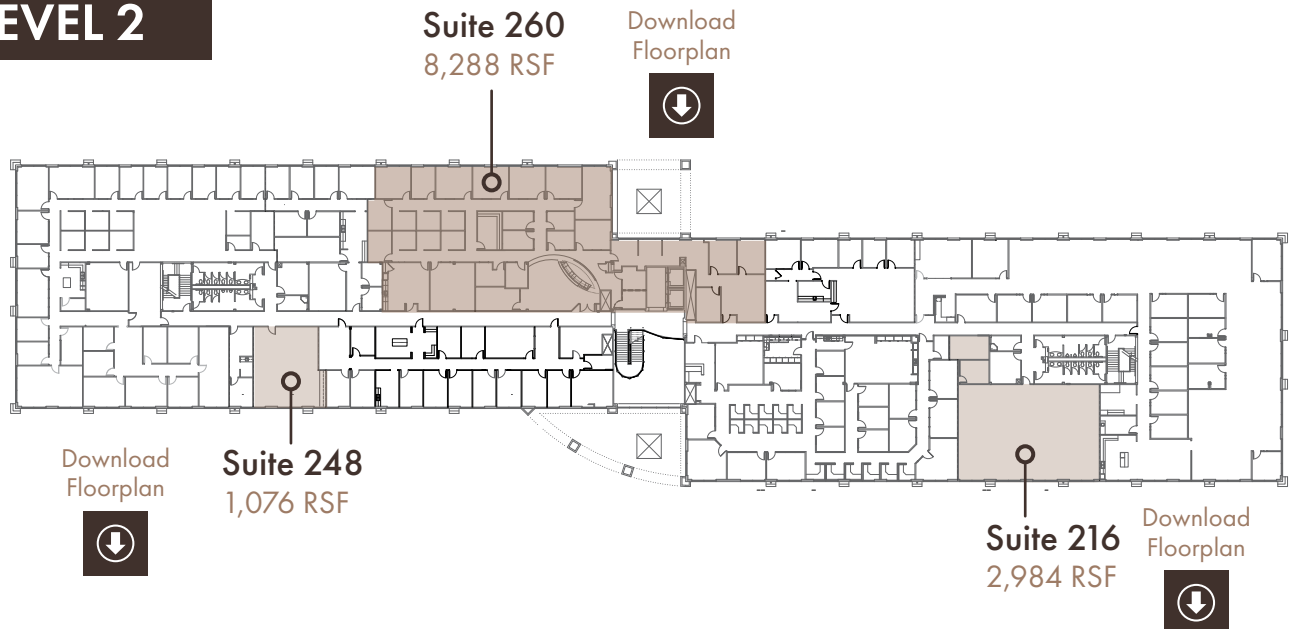 EVEL 2
Suite 260
8,288 RSF
Download
Floorplan
Download
Floorplan
Suite 248
1,076 RSF
Suite 216
2,984 RSF
Download
Floorplan